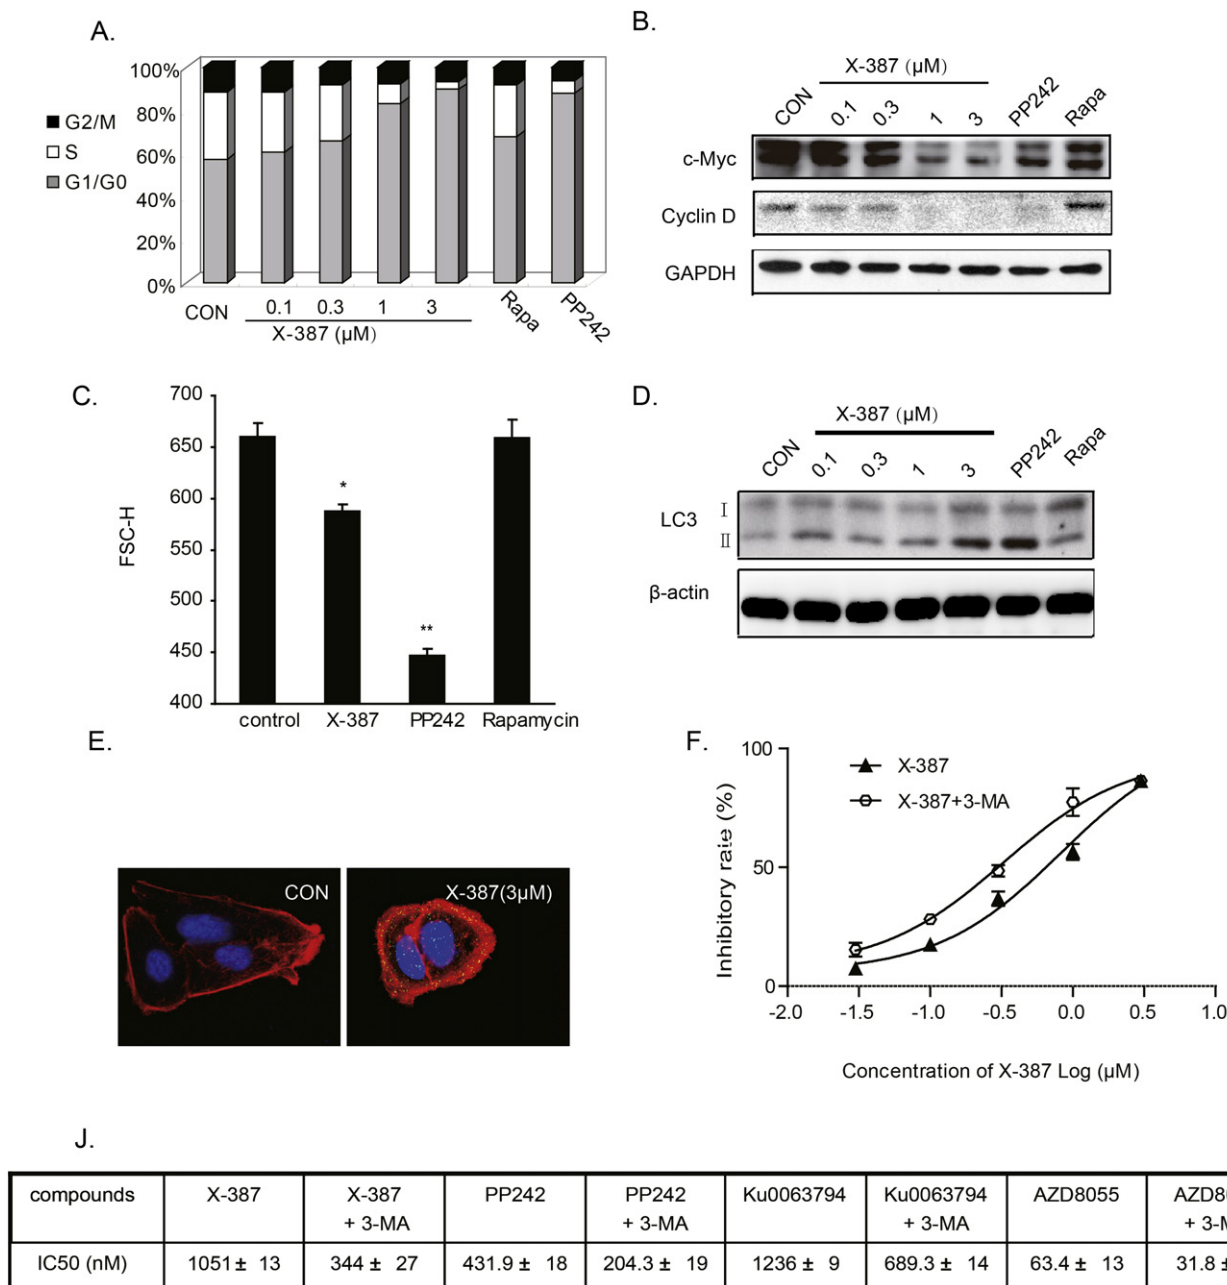 A.
100%
80%
60%
40%
20%
0%
G2/M
S
G1/G0
CON
0.1 0.3 1 3
Rapa
PP242
X-387 (μM)
B.
X-387 (μM)
CON 0.1 0.3 1 3 PP242 Rapa
c-Myc
Cyclin D
GAPDH
C.
700
650
600
550
500
450
400
FSC-H
*
**
control X-387 PP242 Rapamycin
D.
X-387 (μM)
CON 0.1 0.3 1 3 PP242 Rapa
LC3
I
II
β-actin
E.
CON
X-387(3μM)
F.
100
50
0
Inhibitory rate (%)
X-387
X-387+3-MA
-2.0 -1.5 -1.0 -0.5 0.0 0.5 1.0
Concentration of X-387 Log (μM)
J.
compounds X-387 X-387 + 3-MA PP242 PP242 + 3-MA Ku0063794 Ku0063794 + 3-MA AZD8055
IC50 (nM) 1051 ± 13 344 ± 27 431.9 ± 18 204.3 ± 19 1236 ± 9 689.3 ± 14 63.4 ± 13 31.8 ±